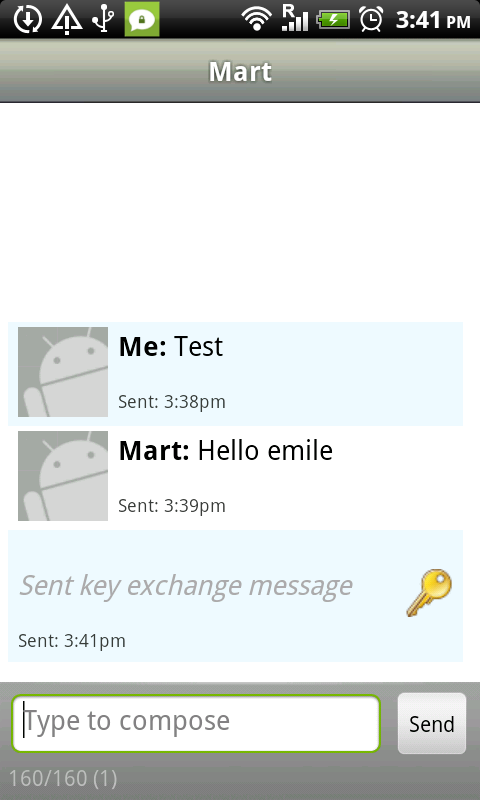 R 3:41 PM
Mart
Me: Test
Sent: 3:38pm
Mart: Hello emile
Sent: 3:39pm
Sent key exchange message
Sent: 3:41pm
Type to compose
Send
160/160 (1)